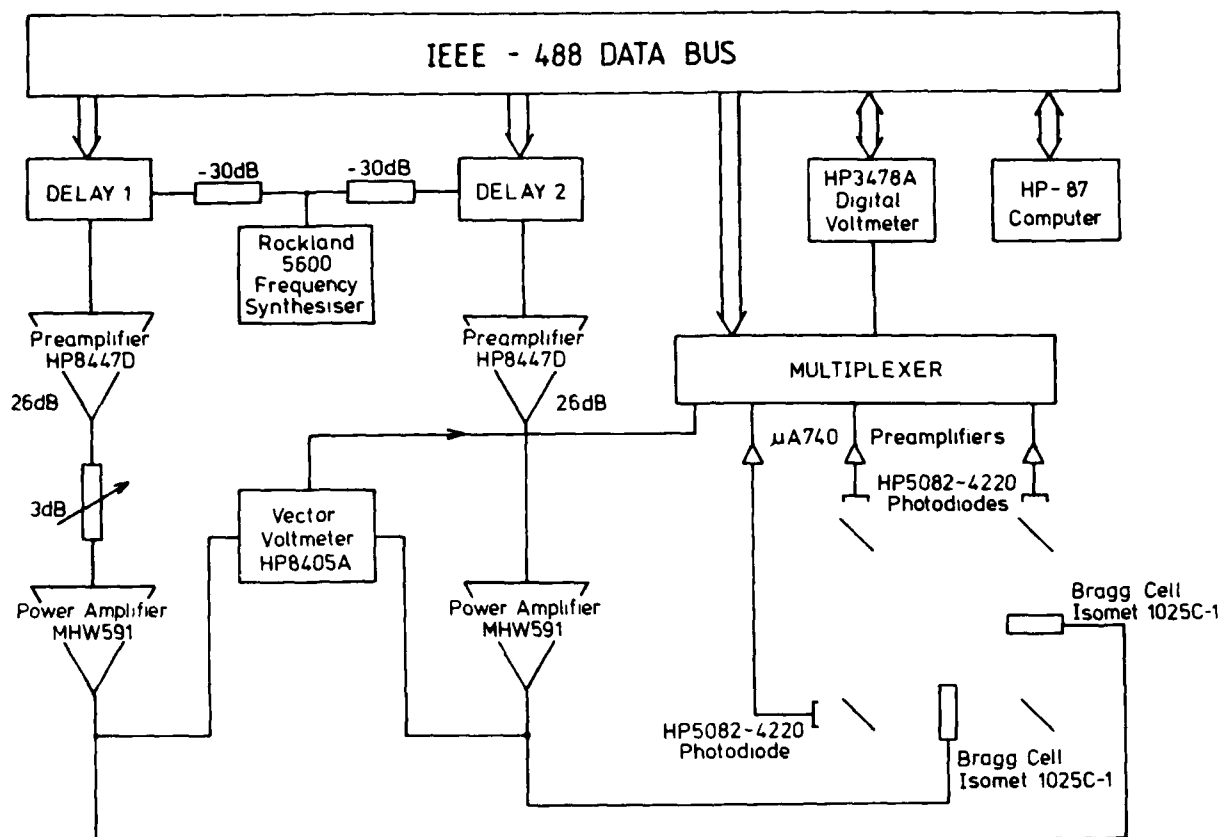 IEEE - 488 DATA BUS
DELAY 1
-30dB
-30dB
DELAY 2
HP3478A
Digital
Voltmeter
HP-87
Computer
Rockland
5600
Frequency
Synthesiser
Preamplifier
HP8447D
26dB
Preamplifier
HP8447D
26dB
MULTIPLEXER
μA740 Preamplifiers
HP5082-4220
Photodiodes
3dB
Vector
Voltmeter
HP8405A
Power Amplifier
MHW591
Power Amplifier
MHW591
Bragg Cell
Isomet 1025C-1
HP5082-4220
Photodiode
Bragg Cell
Isomet 1025C-1